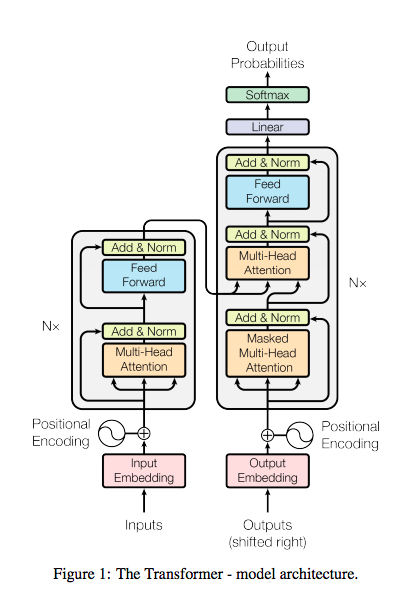 Output
Probabilities
Softmax
Linear
Add & Norm
Feed
Forward
Add & Norm
Multi-Head
Attention
Add & Norm
Masked
Multi-Head
Attention
N×
Add & Norm
Feed
Forward
Add & Norm
Multi-Head
Attention
N×
Positional
Encoding
Positional
Encoding
Input
Embedding
Output
Embedding
Inputs
Outputs
(shifted right)
Figure 1: The Transformer - model architecture.